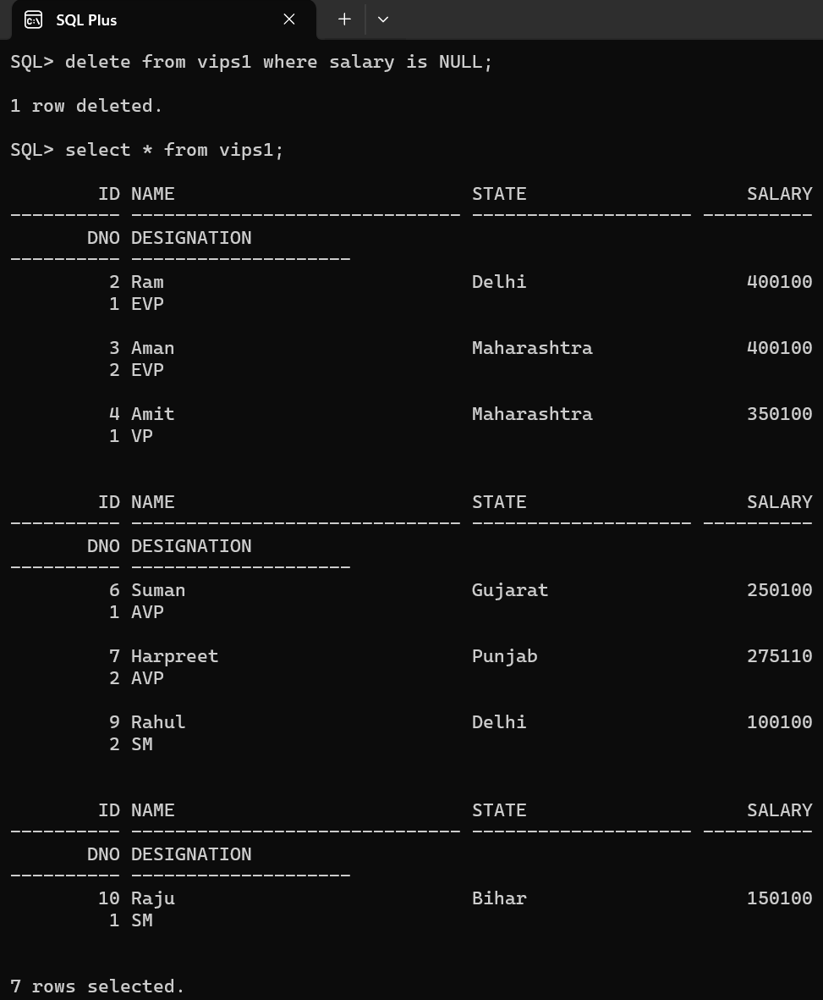 SQL Plus
SQL> delete from vips1 where salary is NULL;
1 row deleted.
SQL> select * from vips1;
        ID NAME                           STATE                    SALARY
---------- ------------------------------ -------------------- ----------
       DNO DESIGNATION
---------- --------------------
         2 Ram                            Delhi                    400100
         1 EVP
         3 Aman                           Maharashtra              400100
         2 EVP
         4 Amit                           Maharashtra              350100
         1 VP
        ID NAME                           STATE                    SALARY
---------- ------------------------------ -------------------- ----------
       DNO DESIGNATION
---------- --------------------
         6 Suman                          Gujarat                  250100
         1 AVP
         7 Harpreet                       Punjab                   275110
         2 AVP
         9 Rahul                          Delhi                    100100
         2 SM
        ID NAME                           STATE                    SALARY
---------- ------------------------------ -------------------- ----------
       DNO DESIGNATION
---------- --------------------
        10 Raju                           Bihar                    150100
         1 SM
7 rows selected.